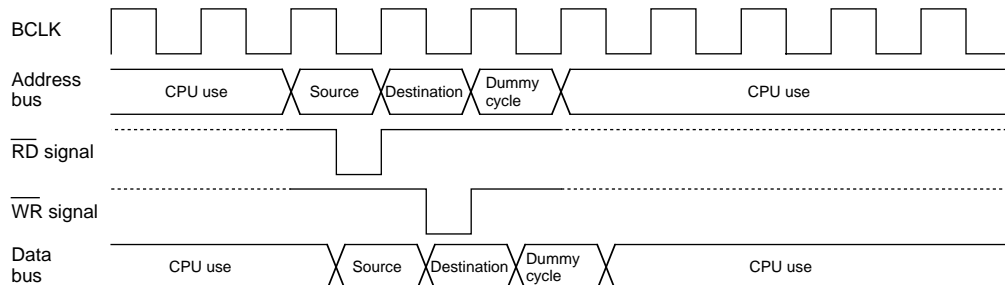 BCLK
Address
bus
CPU use
Source
Destination
Dummy
cycle
CPU use
RD signal
WR signal
Data
bus
CPU use
Source
Destination
Dummy
cycle
CPU use